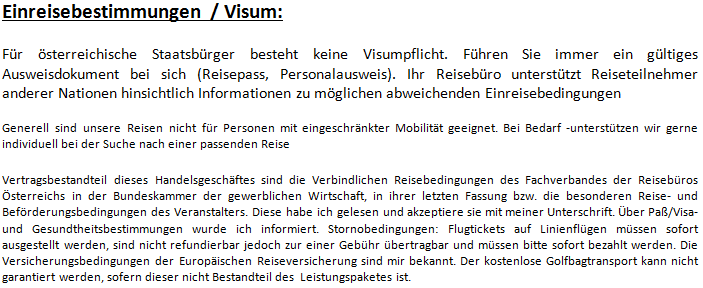 Einreisebestimmungen / Visum:
Für österreichische Staatsbürger besteht keine Visumpflicht. Führen Sie immer ein gültiges
Ausweisdokument bei sich (Reisepass, Personalausweis). Ihr Reisebüro unterstützt Reiseteilnehmer
anderer Nationen hinsichtlich Informationen zu möglichen abweichenden Einreisebedingungen
Generell sind unsere Reisen nicht für Personen mit eingeschränkter Mobilität geeignet. Bei Bedarf -unterstützen wir gerne
individuell bei der Suche nach einer passenden Reise
Vertragsbestandteil dieses Handelsgeschäftes sind die Verbindlichen Reisebedingungen des Fachverbandes der Reisebüros
Österreichs in der Bundeskammer der gewerblichen Wirtschaft, in ihrer letzten Fassung bzw. die besonderen Reise- und
Beförderungsbedingungen des Veranstalters. Diese habe ich gelesen und akzeptiere sie mit meiner Unterschrift. Über Paß/Visa-
und Gesundtheitsbestimmungen wurde ich informiert. Stornobedingungen: Flugtickets auf Linienflügen müssen sofort
ausgestellt werden, sind nicht refundierbar jedoch zur einer Gebühr übertragbar und müssen bitte sofort bezahlt werden. Die
Versicherungsbedingungen der Europäischen Reiseversicherung sind mir bekannt. Der kostenlose Golfbagtransport kann nicht
garantiert werden, sofern dieser nicht Bestandteil des Leistungspaketes ist.